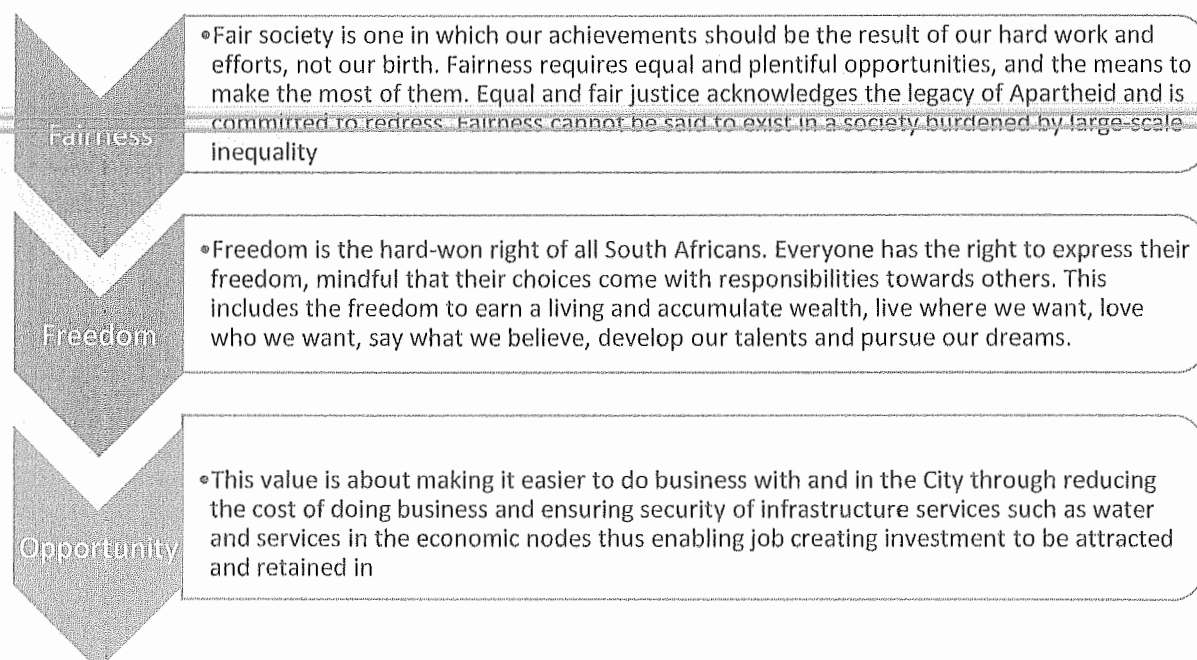 Fairness
•Fair society is one in which our achievements should be the result of our hard work and
efforts, not our birth. Fairness requires equal and plentiful opportunities, and the means to
make the most of them. Equal and fair justice acknowledges the legacy of Apartheid and is
committed to redress. Fairness cannot be said to exist in a society burdened by large-scale
inequality
Freedom
•Freedom is the hard-won right of all South Africans. Everyone has the right to express their
freedom, mindful that their choices come with responsibilities towards others. This
includes the freedom to earn a living and accumulate wealth, live where we want, love
who we want, say what we believe, develop our talents and pursue our dreams.
Opportunity
•This value is about making it easier to do business with and in the City through reducing
the cost of doing business and ensuring security of infrastructure services such as water
and services in the economic nodes thus enabling job creating investment to be attracted
and retained in